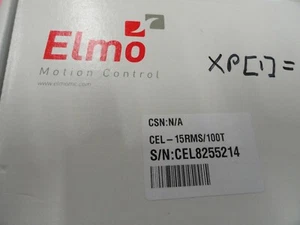 Elmo
Motion Control
www.elmomc.com
XP[1]=
CSN:N/A
CEL-15RMS/100T
S/N:CEL8255214